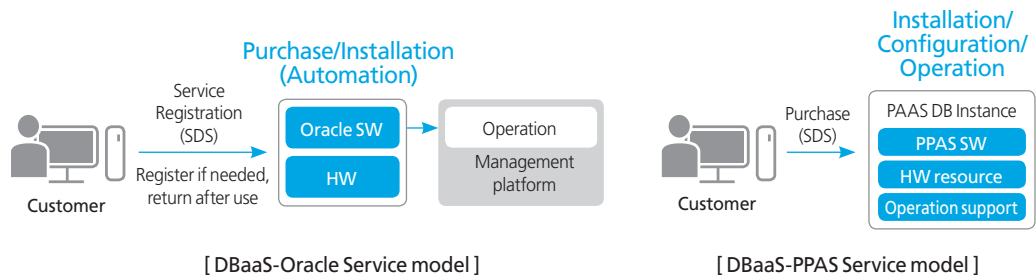 Purchase/Installation
(Automation)
Service
Registration
(SDS)
Register if needed,
return after use
Customer
Oracle SW
HW
Operation
Management
platform
[ DBaaS-Oracle Service model ]
Installation/
Configuration/
Operation
Purchase
(SDS)
Customer
PAAS DB Instance
PPAS SW
HW resource
Operation support
[ DBaaS-PPAS Service model ]